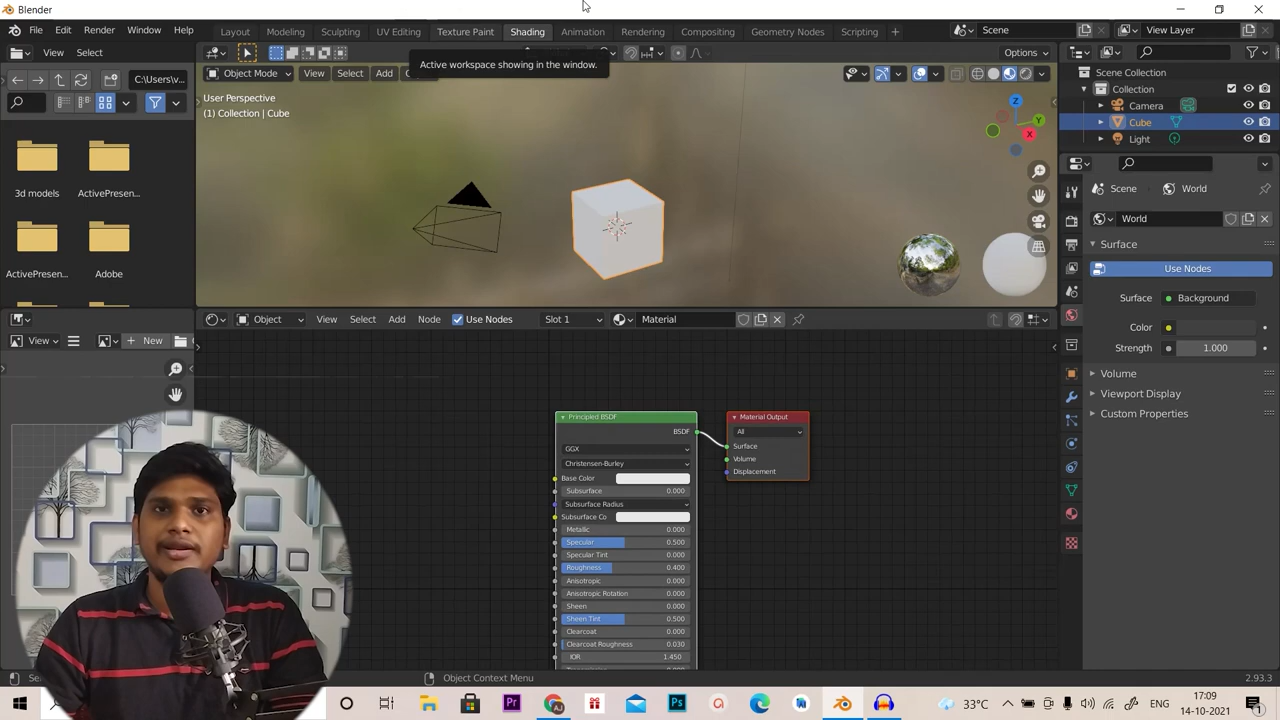 Blender
File Edit Render Window Help Layout Modeling Sculpting UV Editing Texture Paint Shading Animation Rendering Compositing Geometry Nodes Scripting Scene View Layer
View Select Active workspace showing in the window. Options
C:\Users\v...
Object Mode View Select Add
User Perspective
(1) Collection | Cube
Scene Collection
Collection
Camera
Cube
Light
3d models ActivePresen...
ActivePresen... Adobe
Scene World
World
Surface
Use Nodes
Surface Background
Color
Strength 1.000
Volume
Viewport Display
Custom Properties
Object View Select Add Node Use Nodes Slot 1 Material
View New
Principled BSDF
BSDF
GGX
Christensen-Burley
Base Color
Subsurface 0.000
Subsurface Radius
Subsurface Co
Metallic 0.000
Specular 0.500
Specular Tint 0.000
Roughness 0.400
Anisotropic 0.000
Anisotropic Rotation 0.000
Sheen 0.000
Sheen Tint 0.500
Clearcoat 0.000
Clearcoat Roughness 0.030
IOR 1.450
Material Output
All
Surface
Volume
Displacement
X
Y
Z
Object Context Menu
2.93.3
33°C ENG 17:09
14-10-2021